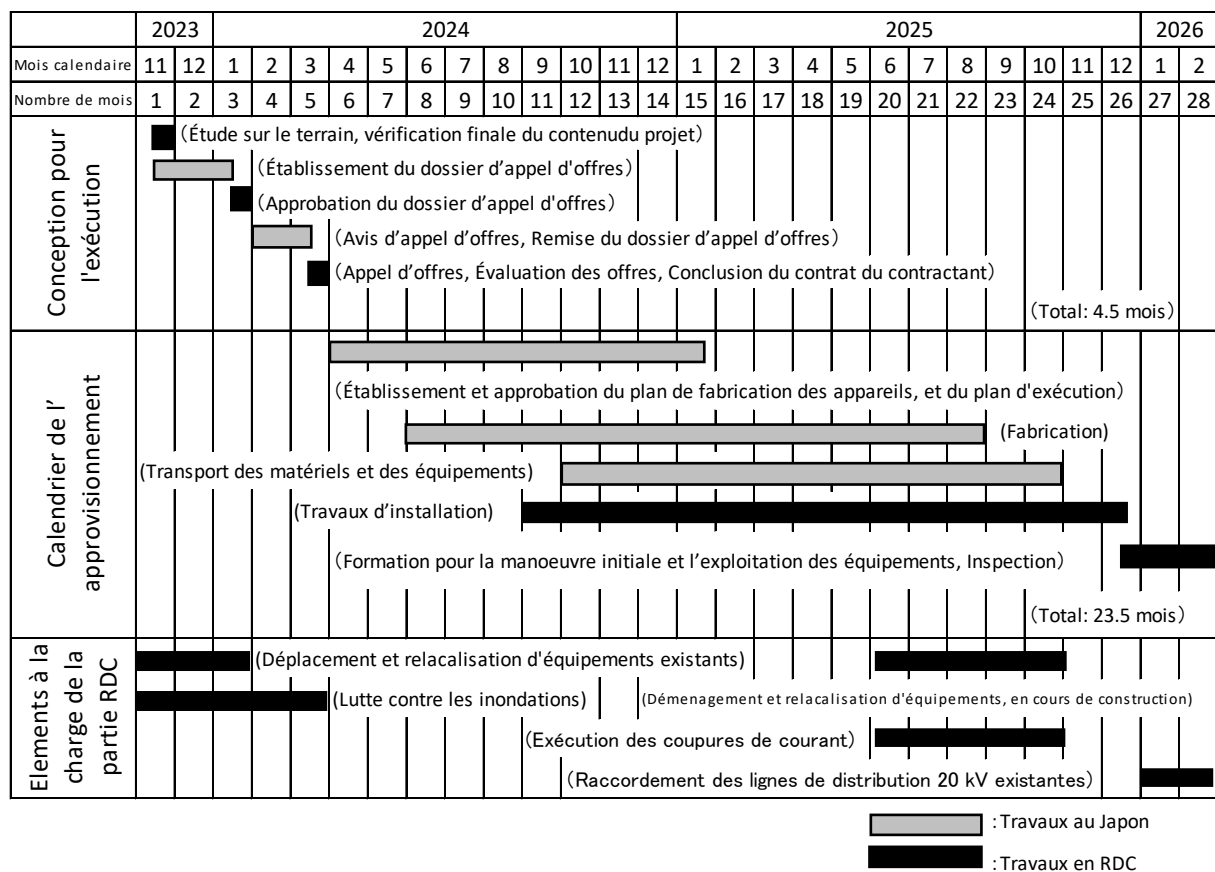 2023 2024 2025 2026
Mois calendaire 11 12 1 2 3 4 5 6 7 8 9 10 11 12 1 2 3 4 5 6 7 8 9 10 11 12 1 2
Nombre de mois 1 2 3 4 5 6 7 8 9 10 11 12 13 14 15 16 17 18 19 20 21 22 23 24 25 26 27 28
Conception pour
l'exécution
(Étude sur le terrain, vérification finale du contenudu projet)
(Établissement du dossier d’appel d'offres)
(Approbation du dossier d’appel d'offres)
(Avis d’appel d’offres, Remise du dossier d’appel d’offres)
(Appel d’offres, Évaluation des offres, Conclusion du contrat du contractant)
(Total: 4.5 mois)
Calendrier de l’
approvisionnement
(Établissement et approbation du plan de fabrication des appareils, et du plan d'exécution)
(Fabrication)
(Transport des matériels et des équipements)
(Travaux d’installation)
(Formation pour la manoeuvre initiale et l’exploitation des équipements, Inspection)
(Total: 23.5 mois)
Elements à la
charge de la
partie RDC
(Déplacement et relacalisation d'équipements existants)
(Lutte contre les inondations)
(Démenagement et relacalisation d'équipements, en cours de construction)
(Exécution des coupures de courant)
(Raccordement des lignes de distribution 20 kV existantes)
: Travaux au Japon
: Travaux en RDC